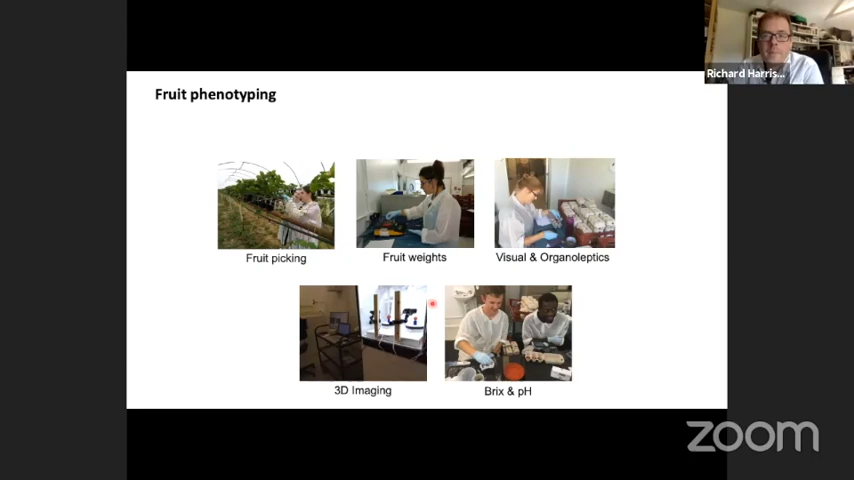 Richard Harris...
Fruit phenotyping
Fruit picking
Fruit weights
Visual & Organoleptics
3D Imaging
Brix & pH
zoom